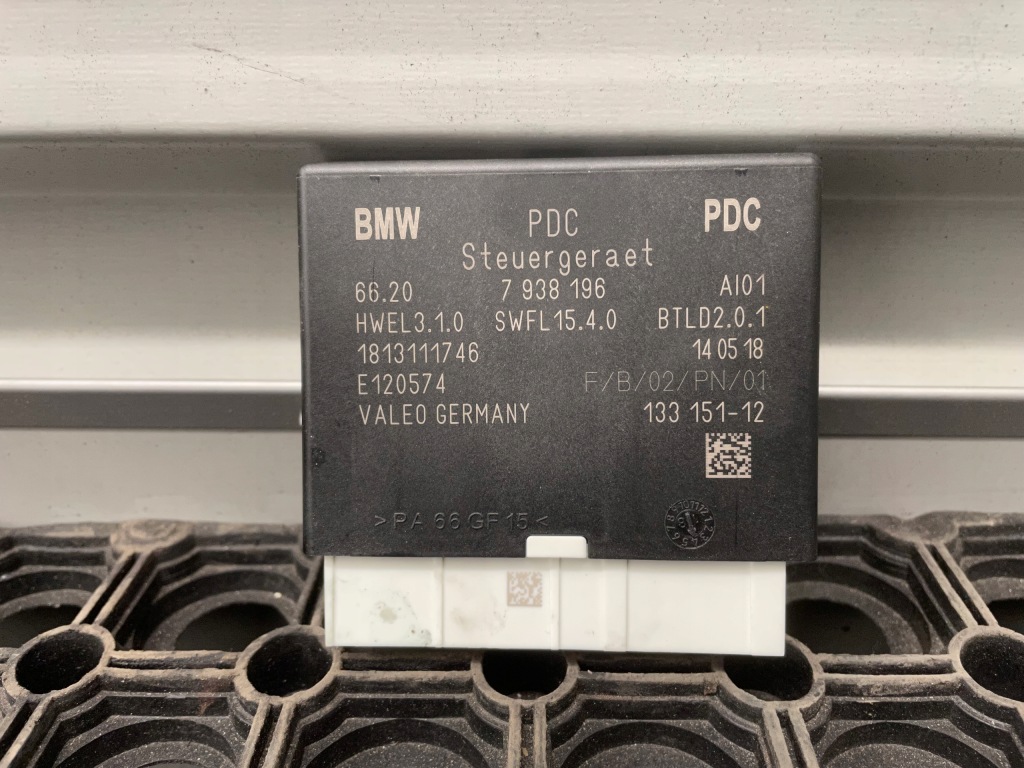 BMW PDC PDC
Steuergeraet
66.20 7 938 196 AI01
HWEL3.1.0 SWFL15.4.0 BTLD2.0.1
1813111746 14 05 18
E120574 F/B/02/PN/01
VALEO GERMANY 133 151-12
>PA 66 GF 15<